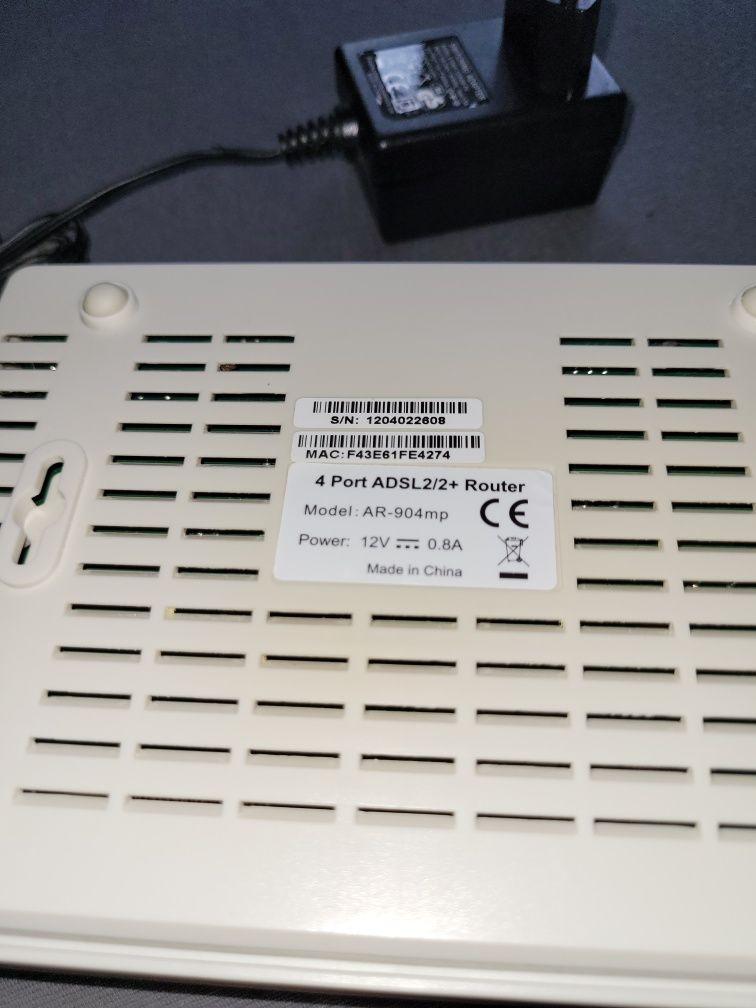 S/N: 1204022608
MAC:F43E61FE4274
4 Port ADSL2/2+ Router
Model: AR-904mp
CE
Power: 12V 0.8A
Made in China